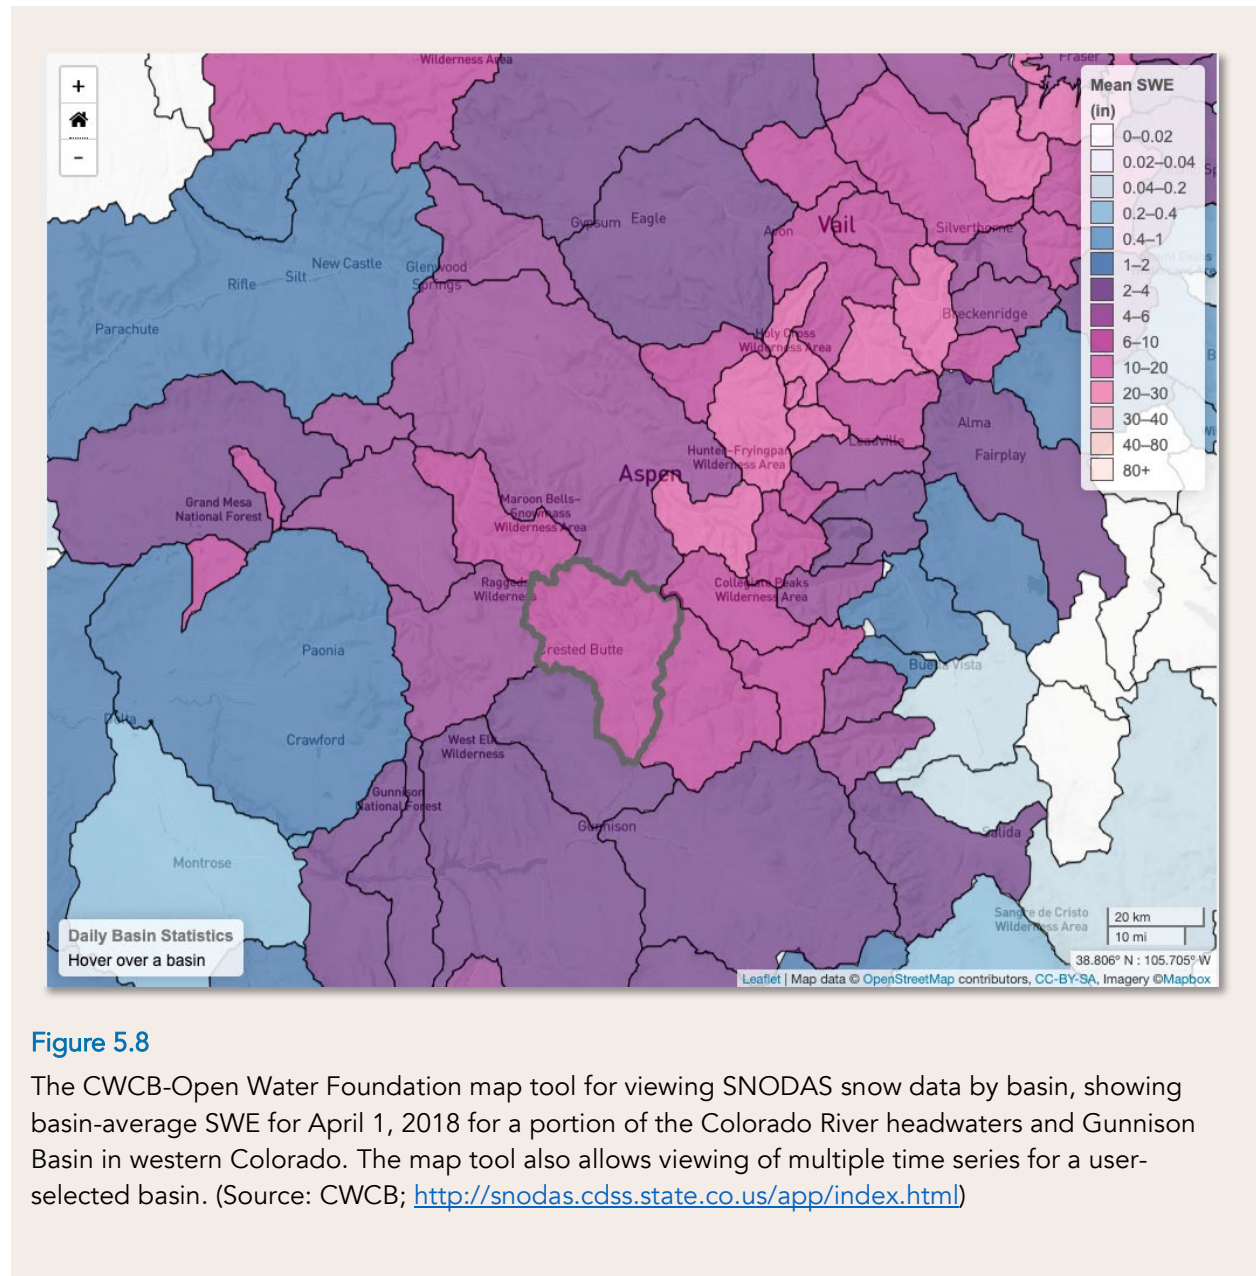 Wilderness Area
Fraser
+
-
Mean SWE
(in)
0–0.02
0.02–0.04
0.04–0.2
0.2–0.4
0.4–1
1–2
2–4
4–6
6–10
10–20
20–30
30–40
40–80
80+
Gypsum
Eagle
Avon
Vail
Silverthorne
New Castle
Glenwood
Springs
Silt
Rifle
Parachute
Breckenridge
Holy Cross
Wilderness Area
Alma
Fairplay
Leadville
Hunter-Fryingpan
Wilderness Area
Aspen
Maroon Bells-
Snowmass
Wilderness Area
Grand Mesa
National Forest
Raggeds
Wilderness
Collegiate Peaks
Wilderness Area
Crested Butte
Paonia
Buena Vista
Delta
Crawford
West Elk
Wilderness
Gunnison
National Forest
Gunnison
Salida
Montrose
Sangre de Cristo
Wilderness Area
20 km
10 mi
Daily Basin Statistics
Hover over a basin
38.806° N : 105.705° W
Leaflet | Map data © OpenStreetMap contributors, CC-BY-SA, Imagery ©Mapbox
Figure 5.8
The CWCB-Open Water Foundation map tool for viewing SNODAS snow data by basin, showing
basin-average SWE for April 1, 2018 for a portion of the Colorado River headwaters and Gunnison
Basin in western Colorado. The map tool also allows viewing of multiple time series for a user-
selected basin. (Source: CWCB; http://snodas.cdss.state.co.us/app/index.html)